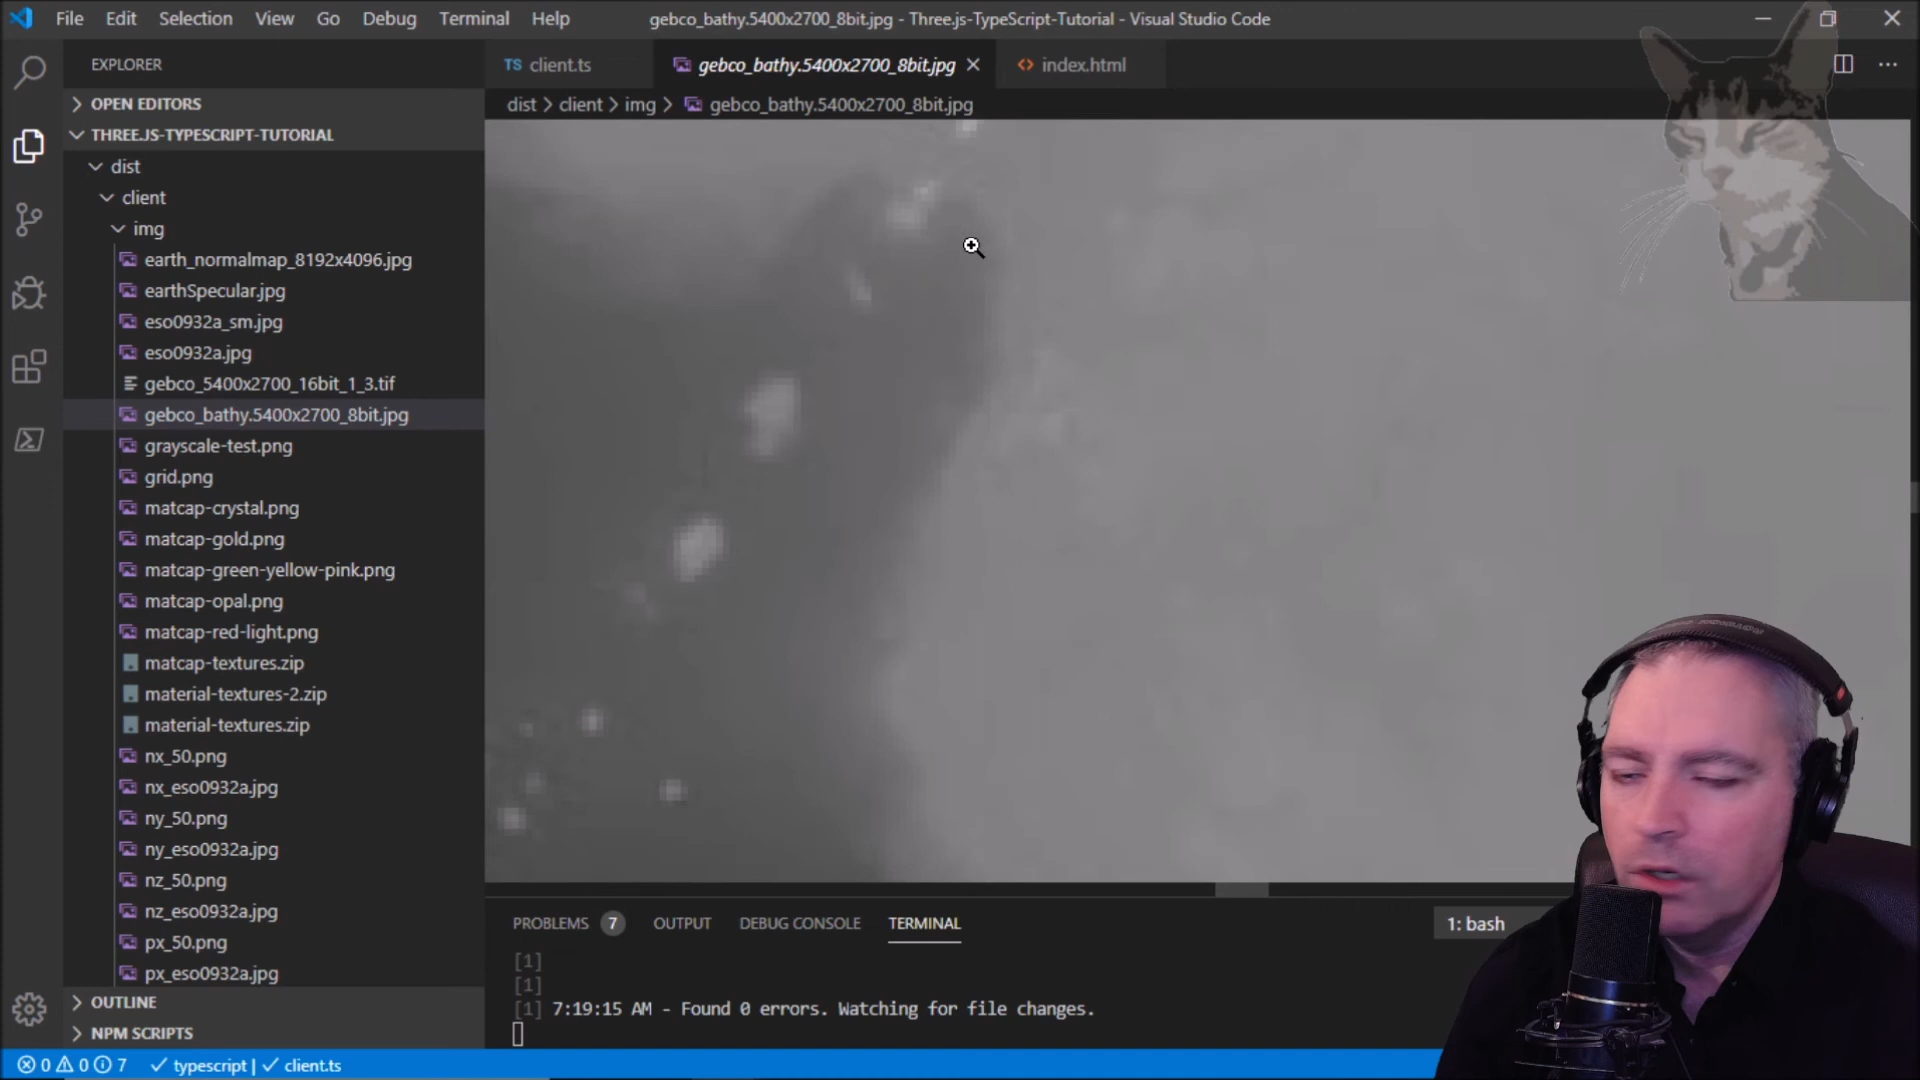 File Edit Selection View Go Debug Terminal Help
gebco_bathy.5400x2700_8bit.jpg - Three.js-TypeScript-Tutorial - Visual Studio Code
EXPLORER
TS client.ts
gebco_bathy.5400x2700_8bit.jpg
index.html
OPEN EDITORS
dist > client > img > gebco_bathy.5400x2700_8bit.jpg
THREE.JS-TYPESCRIPT-TUTORIAL
dist
client
img
earth_normalmap_8192x4096.jpg
earthSpecular.jpg
eso0932a_sm.jpg
eso0932a.jpg
gebco_5400x2700_16bit_1_3.tif
gebco_bathy.5400x2700_8bit.jpg
grayscale-test.png
grid.png
matcap-crystal.png
matcap-gold.png
matcap-green-yellow-pink.png
matcap-opal.png
matcap-red-light.png
matcap-textures.zip
material-textures-2.zip
material-textures.zip
nx_50.png
nx_eso0932a.jpg
ny_50.png
ny_eso0932a.jpg
nz_50.png
nz_eso0932a.jpg
px_50.png
px_eso0932a.jpg
OUTLINE
NPM SCRIPTS
PROBLEMS 7 OUTPUT DEBUG CONSOLE TERMINAL
1: bash
[1]
[1]
[1] 7:19:15 AM - Found 0 errors. Watching for file changes.
0 0 7 typescript | client.ts